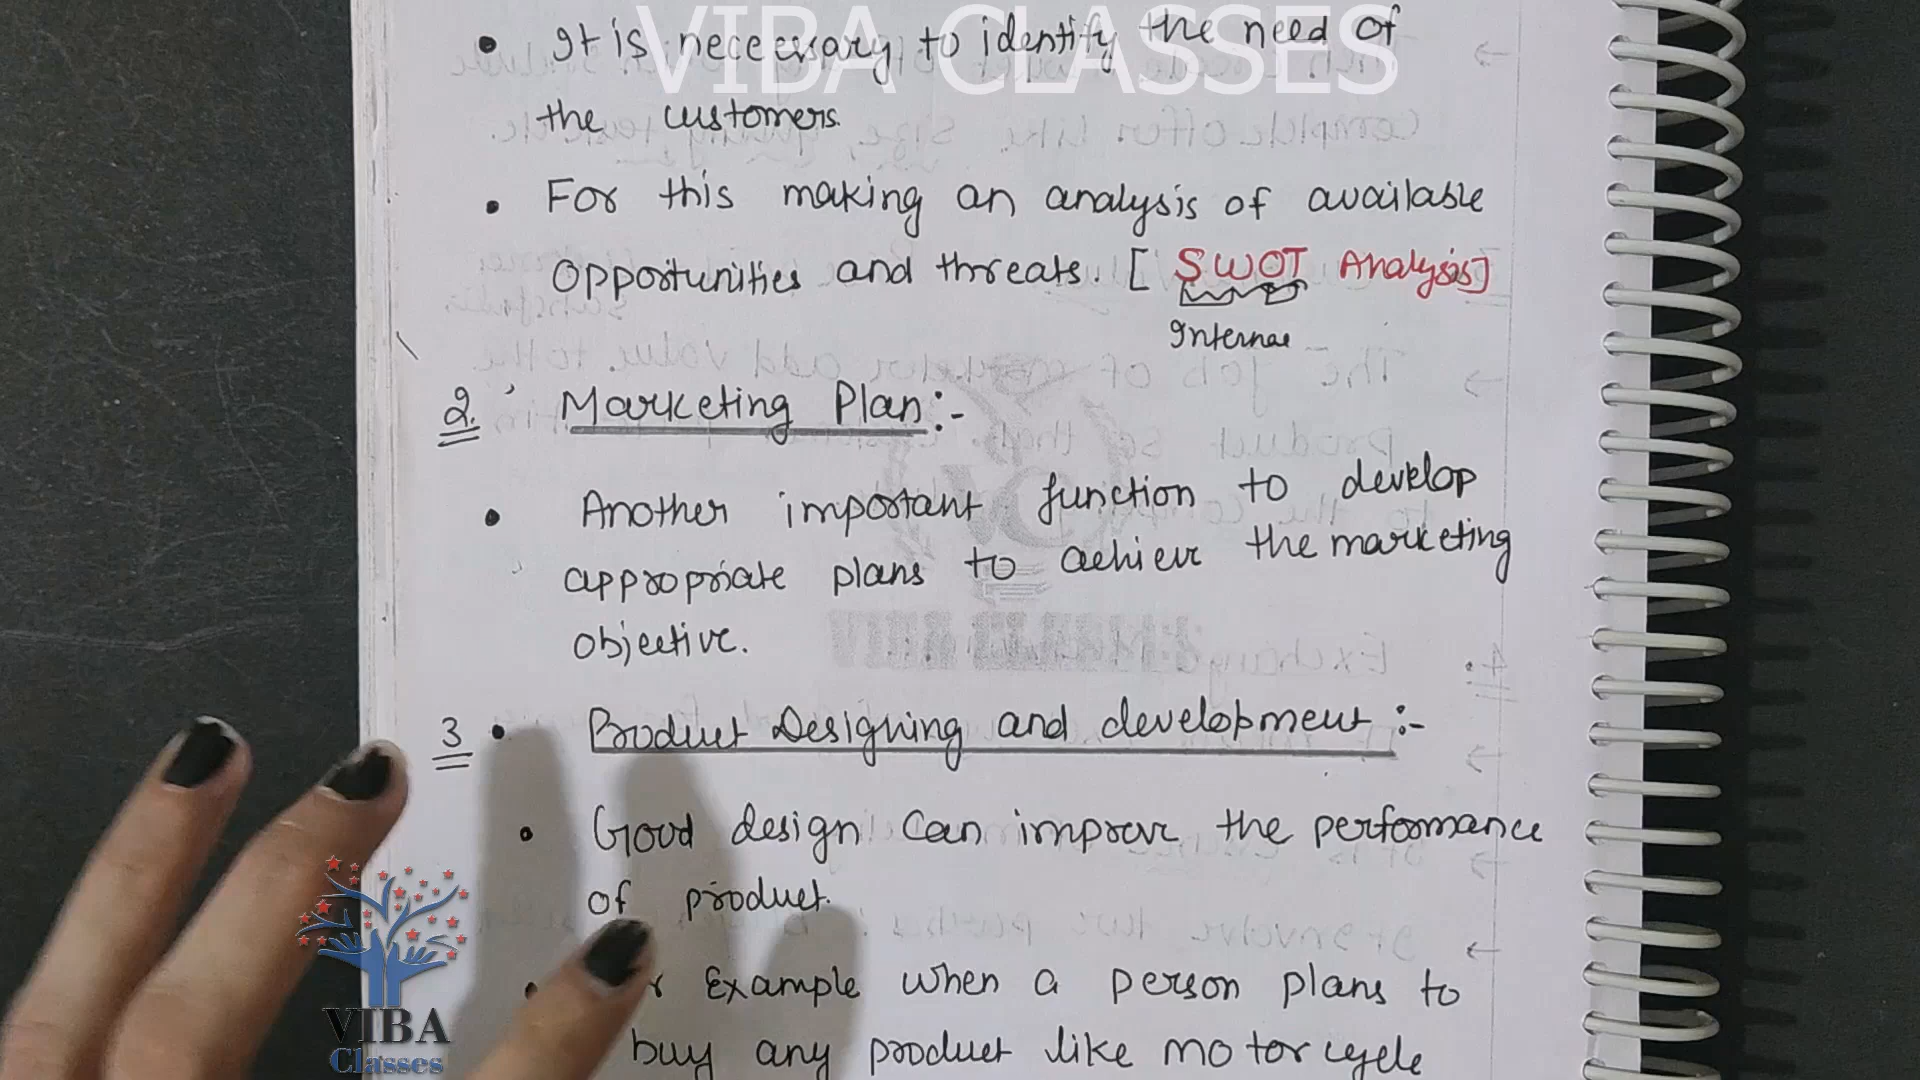 VIBA CLASSES
• It is neceessary to identify the need of
the customers.
• For this making an analysis of available
Opportunities and threats. [ SWOT Analysis]
Internal
2. Marketing Plan:-
• Another important function to develop
appropriate plans to achieve the marketing
Objective.
3 • Product Designing and development :-
• Good design can improve the performance
of product.
• Example when a person plans to
buy any product like motorcycle
VIBA
Classes